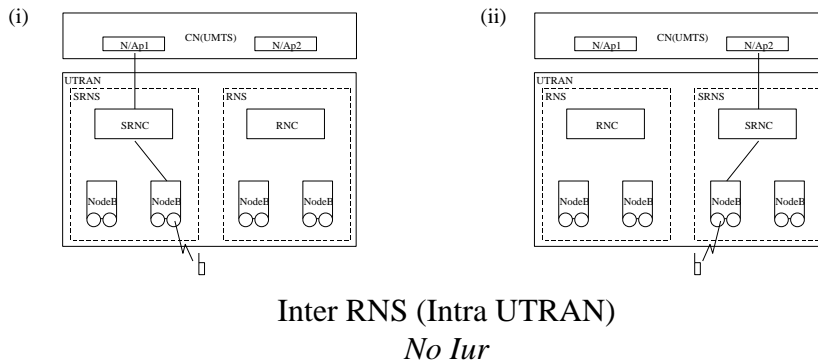 (i)
CN(UMTS)
N/Ap1
N/Ap2
UTRAN
SRNS
RNS
SRNC
RNC
NodeB
NodeB
NodeB
NodeB
(ii)
CN(UMTS)
N/Ap1
N/Ap2
UTRAN
RNS
SRNS
RNC
SRNC
NodeB
NodeB
NodeB
NodeB
Inter RNS (Intra UTRAN)
No Iur